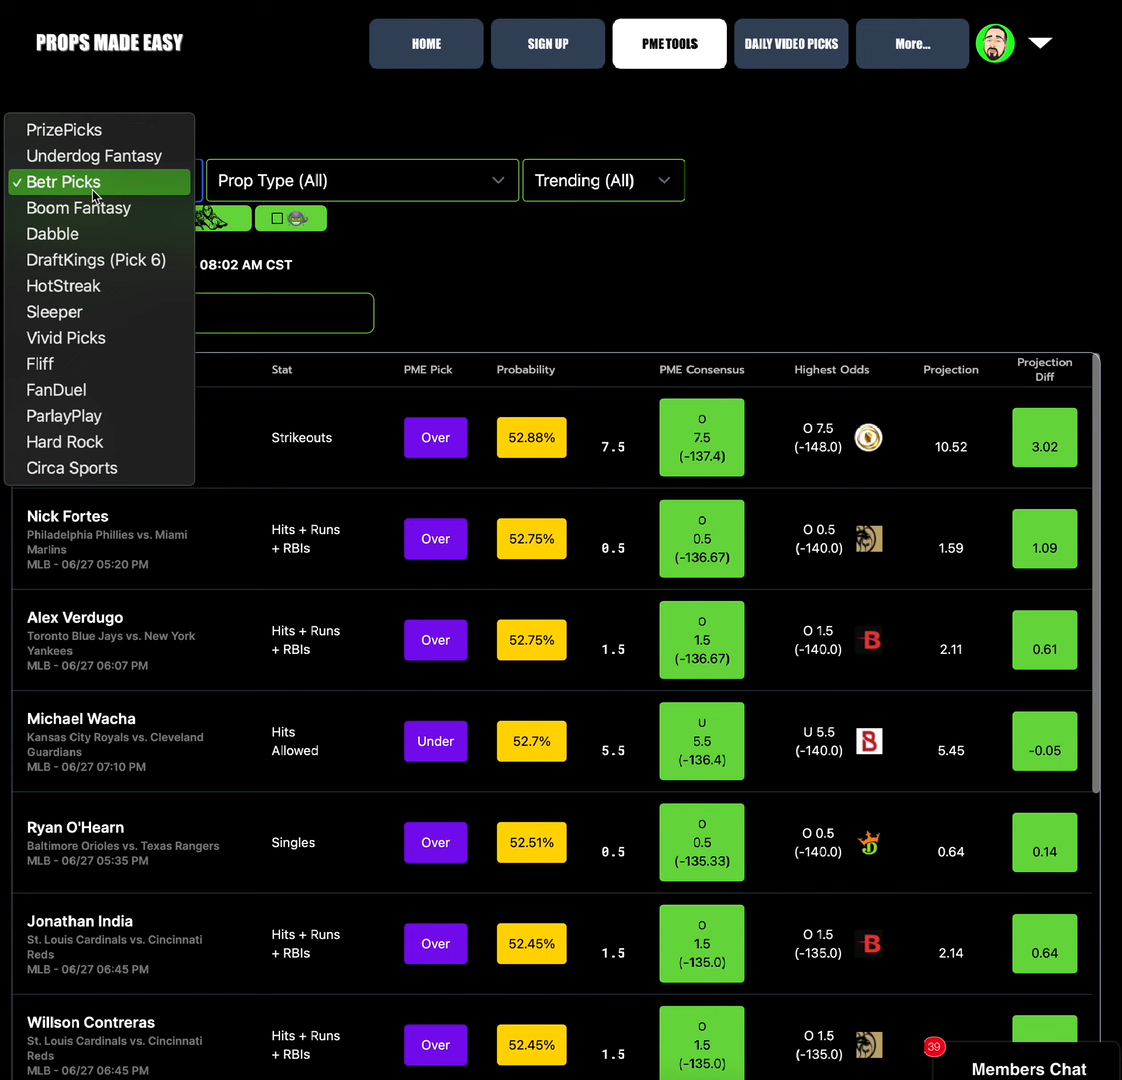 PROPS MADE EASY
HOME
SIGN UP
PME TOOLS
DAILY VIDEO PICKS
More...
PrizePicks
Underdog Fantasy
✓ Betr Picks
Boom Fantasy
Dabble
DraftKings (Pick 6)
HotStreak
Sleeper
Vivid Picks
Fliff
FanDuel
ParlayPlay
Hard Rock
Circa Sports
Prop Type (All)
Trending (All)
08:02 AM CST
Stat
PME Pick
Probability
PME Consensus
Highest Odds
Projection
Projection
Diff
Strikeouts
Over
52.88%
7.5
O
7.5
(-137.4)
O 7.5
(-148.0)
10.52
3.02
Nick Fortes
Philadelphia Phillies vs. Miami
Marlins
MLB - 06/27 05:20 PM
Hits + Runs
+ RBIs
Over
52.75%
0.5
O
0.5
(-136.67)
O 0.5
(-140.0)
1.59
1.09
Alex Verdugo
Toronto Blue Jays vs. New York
Yankees
MLB - 06/27 06:07 PM
Hits + Runs
+ RBIs
Over
52.75%
1.5
O
1.5
(-136.67)
O 1.5
(-140.0)
B
2.11
0.61
Michael Wacha
Kansas City Royals vs. Cleveland
Guardians
MLB - 06/27 07:10 PM
Hits
Allowed
Under
52.7%
5.5
U
5.5
(-136.4)
U 5.5
(-140.0)
B
5.45
-0.05
Ryan O'Hearn
Baltimore Orioles vs. Texas Rangers
MLB - 06/27 05:35 PM
Singles
Over
52.51%
0.5
O
0.5
(-135.33)
O 0.5
(-140.0)
0.64
0.14
Jonathan India
St. Louis Cardinals vs. Cincinnati
Reds
MLB - 06/27 06:45 PM
Hits + Runs
+ RBIs
Over
52.45%
1.5
O
1.5
(-135.0)
O 1.5
(-135.0)
B
2.14
0.64
Willson Contreras
St. Louis Cardinals vs. Cincinnati
Reds
MLB - 06/27 06:45 PM
Hits + Runs
+ RBIs
Over
52.45%
1.5
O
1.5
(-135.0)
O 1.5
(-135.0)
39
Members Chat